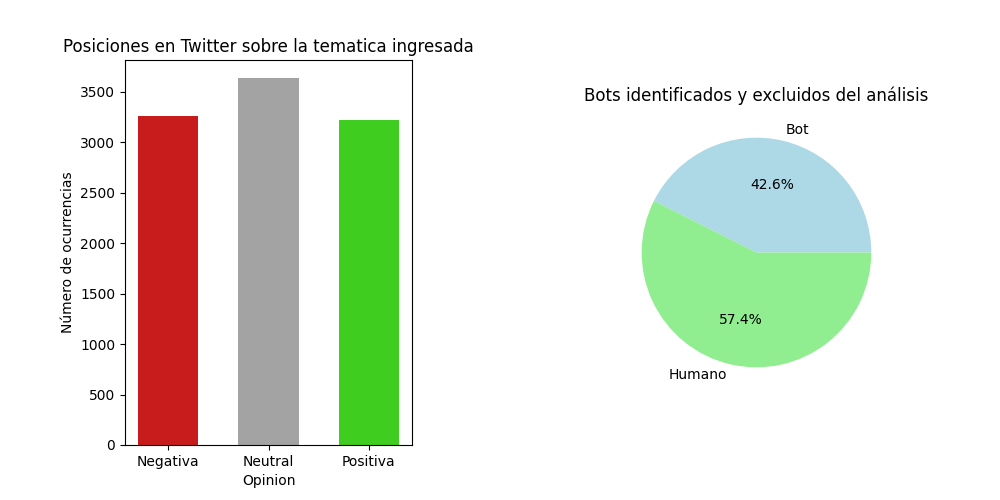 Posiciones en Twitter sobre la tematica ingresada
Número de ocurrencias
3500
3000
2500
2000
1500
1000
500
0
Negativa
Neutral
Positiva
Opinion
Bots identificados y excluidos del análisis
Bot
42.6%
57.4%
Humano